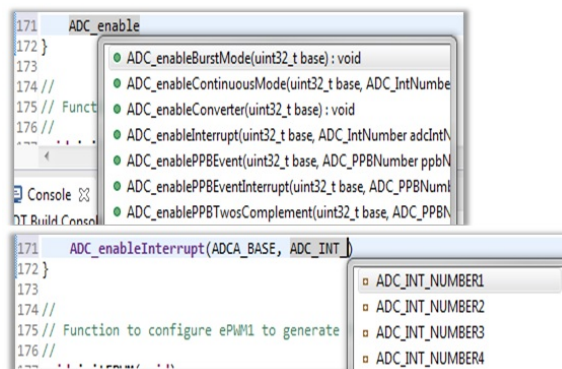 171 ADC_enable
172 }
173
174 //
175 // Funct
176 //
ADC_enableBurstMode(uint32_t base) : void
ADC_enableContinuousMode(uint32_t base, ADC_IntNumbe
ADC_enableConverter(uint32_t base) : void
ADC_enableInterrupt(uint32_t base, ADC_IntNumber adcIntN
ADC_enablePPBEvent(uint32_t base, ADC_PPBNumber ppbN
ADC_enablePPBEventInterrupt(uint32_t base, ADC_PPBNumb
ADC_enablePPBTwosComplement(uint32_t base, ADC_PPBN
Console
DT Build Consol
171 ADC_enableInterrupt(ADCA_BASE, ADC_INT_)
172 }
173
174 //
175 // Function to configure ePWM1 to generate
176 //
ADC_INT_NUMBER1
ADC_INT_NUMBER2
ADC_INT_NUMBER3
ADC_INT_NUMBER4